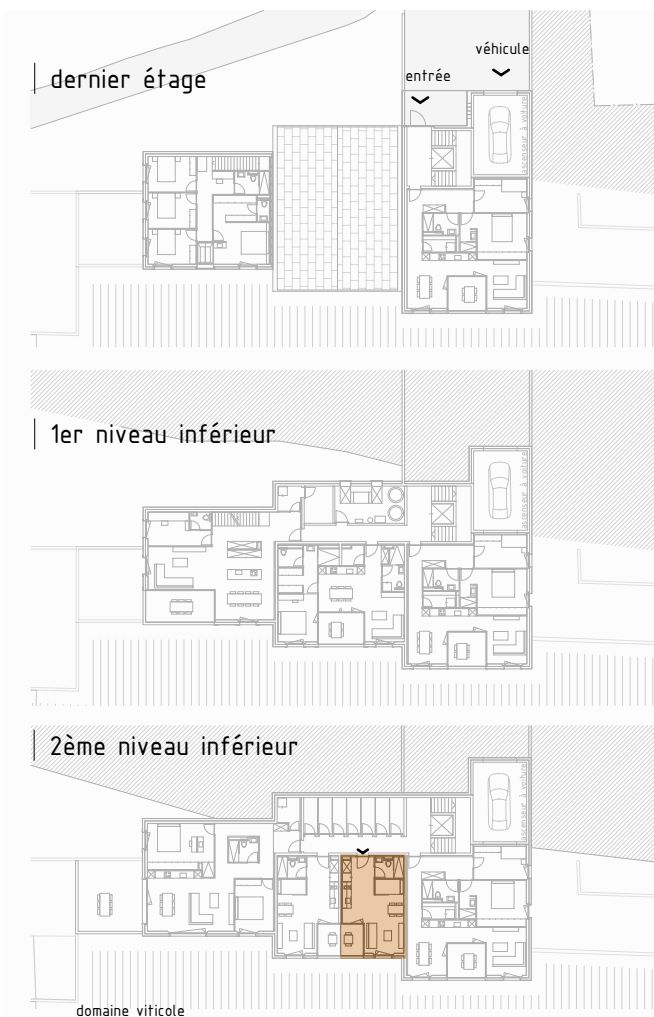 véhicule
dernier étage
entrée
ascenseur à voiture
1er niveau inférieur
ascenseur à voiture
2ème niveau inférieur
ascenseur à voiture
domaine viticole